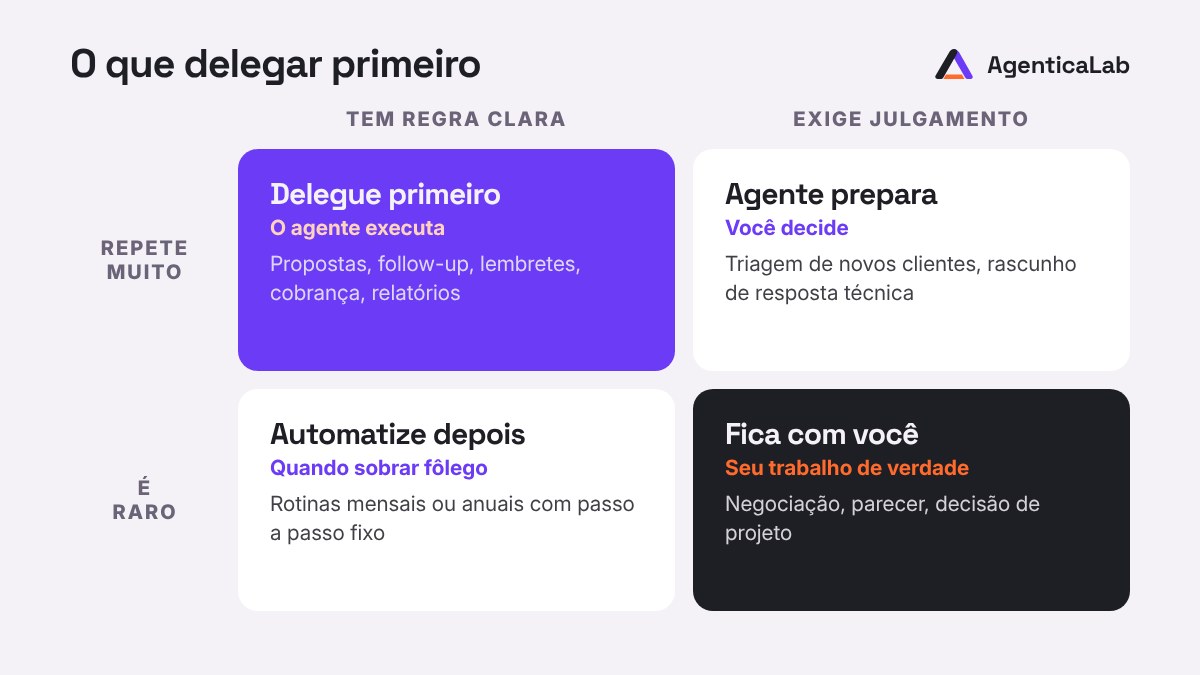 O que delegar primeiro
AgenticaLab
TEM REGRA CLARA
EXIGE JULGAMENTO
REPETE
MUITO
Delegue primeiro
O agente executa
Propostas, follow-up, lembretes,
cobrança, relatórios
Agente prepara
Você decide
Triagem de novos clientes, rascunho
de resposta técnica
É
RARO
Automatize depois
Quando sobrar fôlego
Rotinas mensais ou anuais com passo
a passo fixo
Fica com você
Seu trabalho de verdade
Negociação, parecer, decisão de
projeto